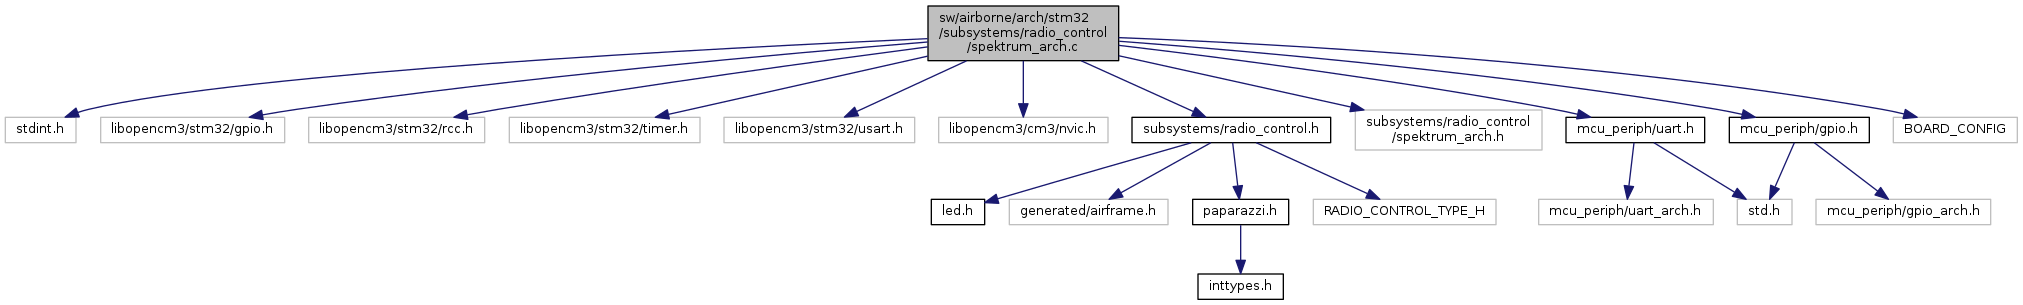 sw/airborne/arch/stm32
/subsystems/radio_control
/spektrum_arch.c
stdint.h
libopencm3/stm32/gpio.h
libopencm3/stm32/rcc.h
libopencm3/stm32/timer.h
libopencm3/stm32/usart.h
libopencm3/cm3/nvic.h
subsystems/radio_control.h
subsystems/radio_control
/spektrum_arch.h
mcu_periph/uart.h
mcu_periph/gpio.h
BOARD_CONFIG
led.h
generated/airframe.h
paparazzi.h
RADIO_CONTROL_TYPE_H
mcu_periph/uart_arch.h
std.h
mcu_periph/gpio_arch.h
inttypes.h